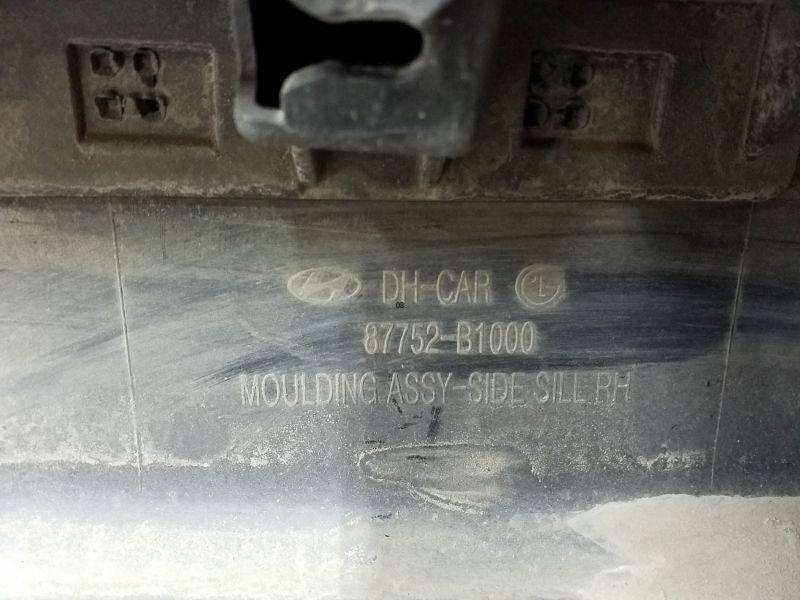 DH-CAR
87752-B1000
MOULDING ASSY-SIDE SILL.RH